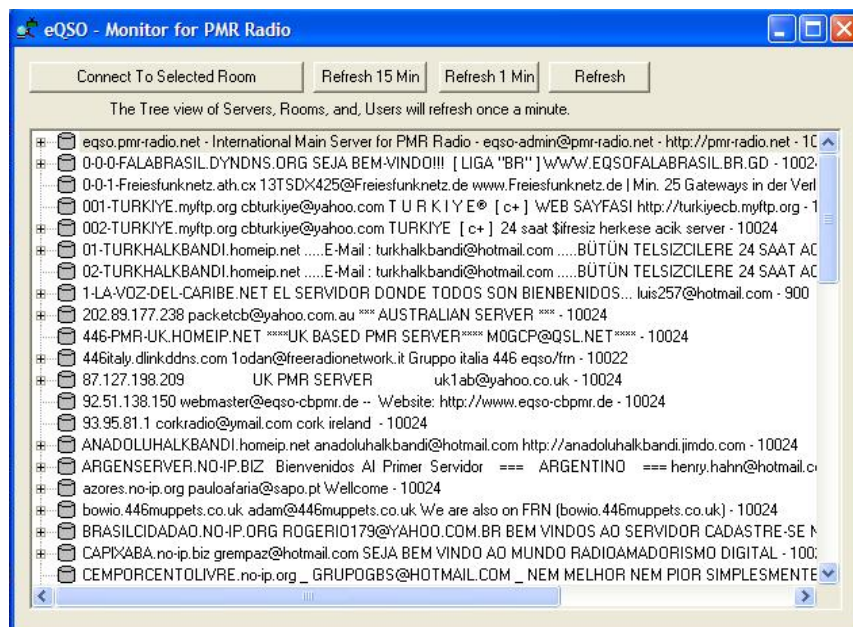 eQSO - Monitor for PMR Radio
Connect To Selected Room Refresh 15 Min Refresh 1 Min Refresh
The Tree view of Servers, Rooms, and, Users will refresh once a minute.
eqso.pmr-radio.net - International Main Server for PMR Radio - eqso-admin@pmr-radio.net - http://pmr-radio.net - 10
0-0-0-FALABRASIL.DYNDNS.ORG SEJA BEM-VINDO!!! [ LIGA "BR" ] WWW.EQSOFALABRASIL.BR.GD - 10024
0-0-1-Freiesfunknetz.ath.cx 13TSDX425@Freiesfunknetz.de www.Freiesfunknetz.de | Min. 25 Gateways in der Verl
001-TURKIYE.myftp.org cbturkiye@yahoo.com T U R K I Y E® [ c+ ] WEB SAYFASI http://turkiyecb.myftp.org - 1
002-TURKIYE.myftp.org cbturkiye@yahoo.com TURKIYE [ c+ ] 24 saat $ifresiz herkese acik server - 10024
01-TURKHALKBANDI.homeip.net .....E-Mail : turkhalkbandi@hotmail.com .....BÜTÜN TELSIZCILERE 24 SAAT AC
02-TURKHALKBANDI.homeip.net .....E-Mail : turkhalkbandi@hotmail.com .....BÜTÜN TELSIZCILERE 24 SAAT AC
1-LA-VOZ-DEL-CARIBE.NET EL SERVIDOR DONDE TODOS SON BIENBENIDOS... luis257@hotmail.com - 900
202.89.177.238 packetcb@yahoo.com.au *** AUSTRALIAN SERVER *** - 10024
446-PMR-UK.HOMEIP.NET ****UK BASED PMR SERVER**** M0GCP@QSL.NET**** - 10024
446italy.dlinkddns.com 1odan@freeradionetwork.it Gruppo italia 446 eqso/frn - 10022
87.127.198.209 UK PMR SERVER uk1ab@yahoo.co.uk - 10024
92.51.138.150 webmaster@eqso-cbpmr.de -- Website: http://www.eqso-cbpmr.de - 10024
93.95.81.1 corkradio@ymail.com cork ireland - 10024
ANADOLUHALKBANDI.homeip.net anadoluhalkbandi@hotmail.com http://anadoluhalkbandi.jimdo.com - 10024
ARGENSERVER.NO-IP.BIZ Bienvenidos Al Primer Servidor === ARGENTINO === henry.hahn@hotmail.c
azores.no-ip.org pauloafaria@sapo.pt Wellcome - 10024
bowio.446muppets.co.uk adam@446muppets.co.uk We are also on FRN (bowio.446muppets.co.uk) - 10024
BRASILCIDADAO.NO-IP.ORG ROGERIO179@YAHOO.COM.BR BEM VINDOS AO SERVIDOR CADASTRE-SE N
CAPIXABA.no-ip.biz grempaz@hotmail.com SEJA BEM VINDO AO MUNDO RADIOAMADORISMO DIGITAL - 100
CEMPORCENTOLIVRE.no-ip.org _ GRUPOGBS@HOTMAIL.COM _ NEM MELHOR NEM PIOR SIMPLESMENTE